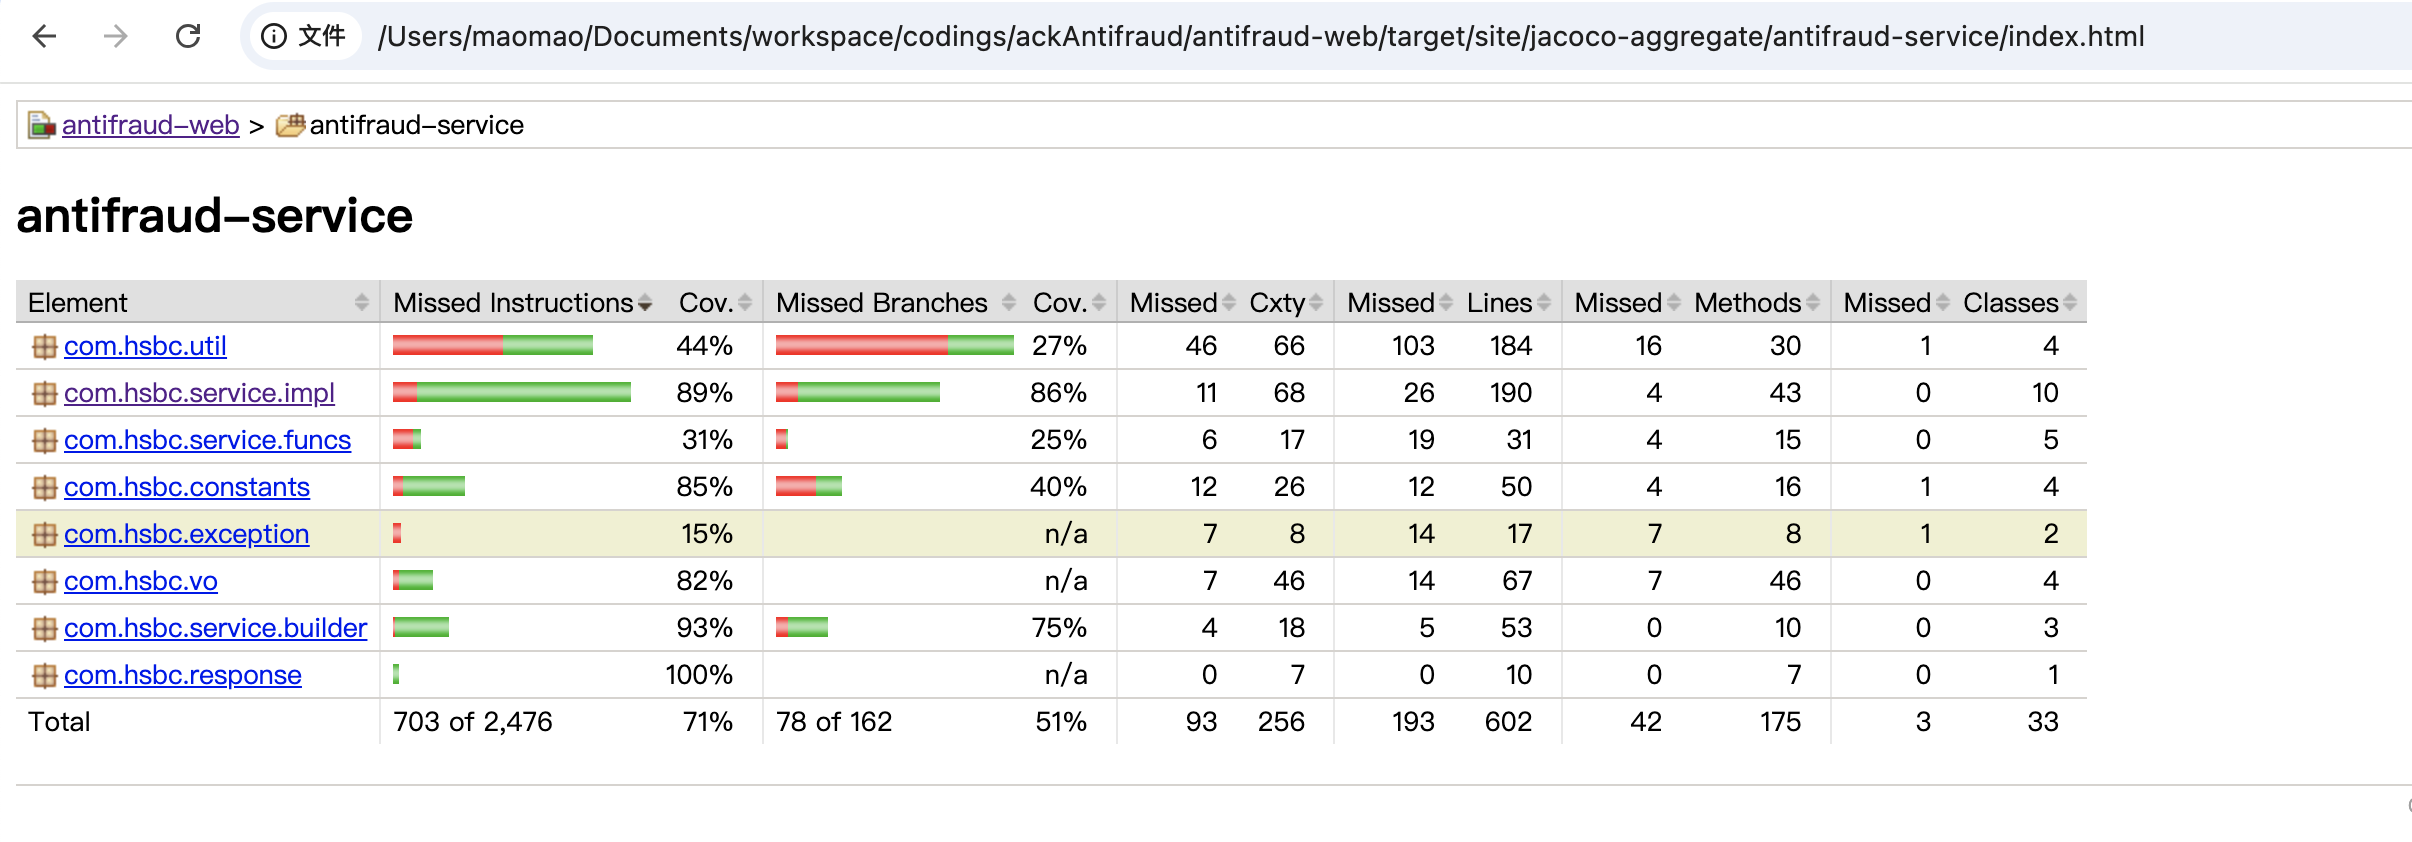 文件 /Users/maomao/Documents/workspace/codings/ackAntifraud/antifraud-web/target/site/jacoco-aggregate/antifraud-service/index.html
antifraud-web > antifraud-service
antifraud-service
Element Missed Instructions Cov. Missed Branches Cov. Missed Cxty Missed Lines Missed Methods Missed Classes
com.hsbc.util 44% 27% 46 66 103 184 16 30 1 4
com.hsbc.service.impl 89% 86% 11 68 26 190 4 43 0 10
com.hsbc.service.funcs 31% 25% 6 17 19 31 4 15 0 5
com.hsbc.constants 85% 40% 12 26 12 50 4 16 1 4
com.hsbc.exception 15% n/a 7 8 14 17 7 8 1 2
com.hsbc.vo 82% n/a 7 46 14 67 7 46 0 4
com.hsbc.service.builder 93% 75% 4 18 5 53 0 10 0 3
com.hsbc.response 100% n/a 0 7 0 10 0 7 0 1
Total 703 of 2,476 71% 78 of 162 51% 93 256 193 602 42 175 3 33